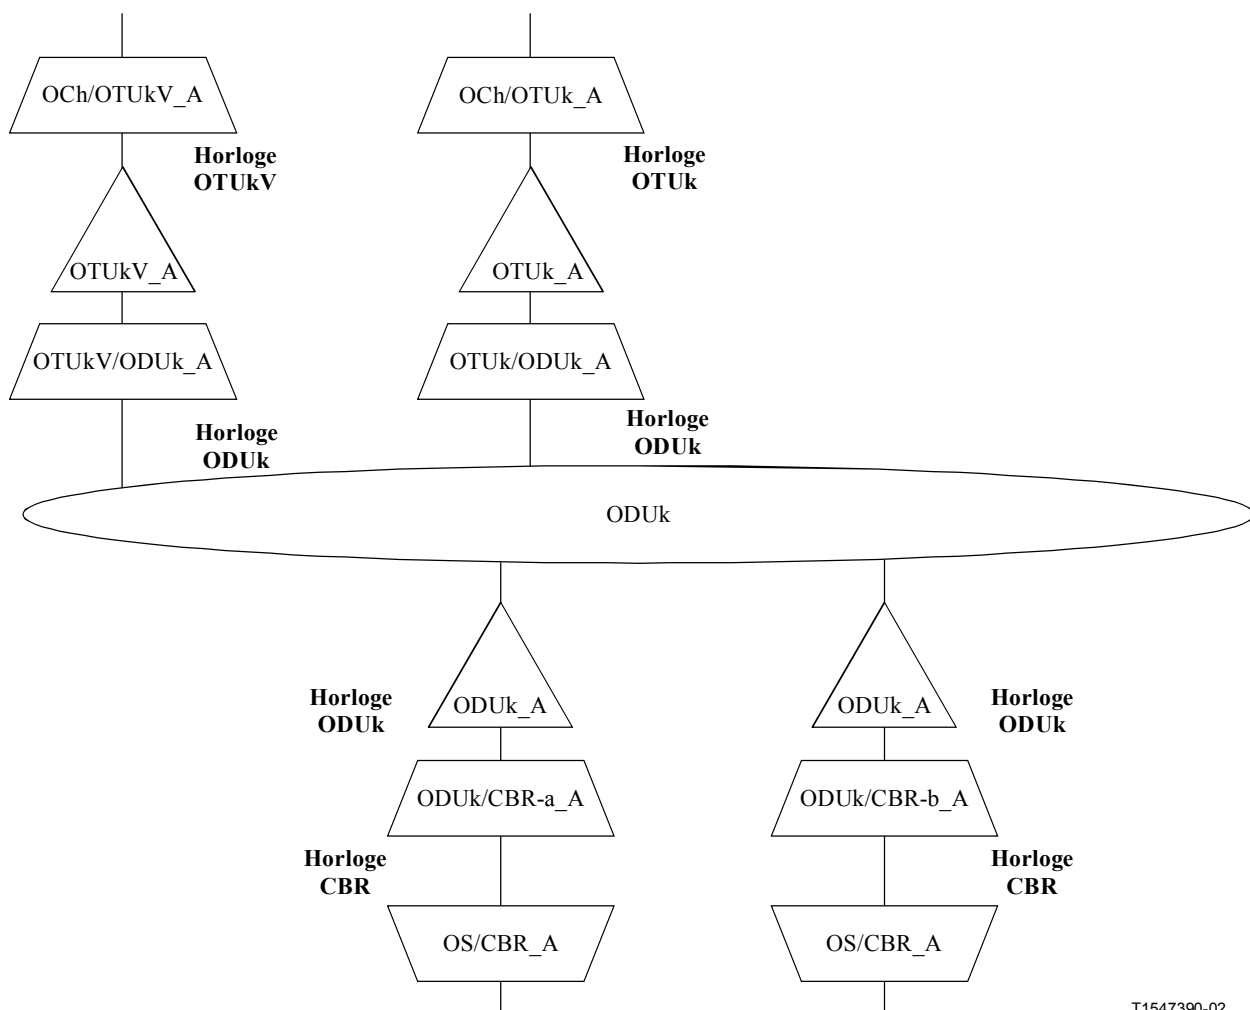 OCh/OTUkV_A
OCh/OTUk_A
Horloge
OTUkV
Horloge
OTUk
OTUkV_A
OTUk_A
OTUkV/ODUk_A
OTUk/ODUk_A
Horloge
ODUk
Horloge
ODUk
ODUk
Horloge
ODUk
ODUk_A
ODUk_A
Horloge
ODUk
ODUk/CBR-a_A
ODUk/CBR-b_A
Horloge
CBR
Horloge
CBR
OS/CBR_A
OS/CBR_A
T1547390-02